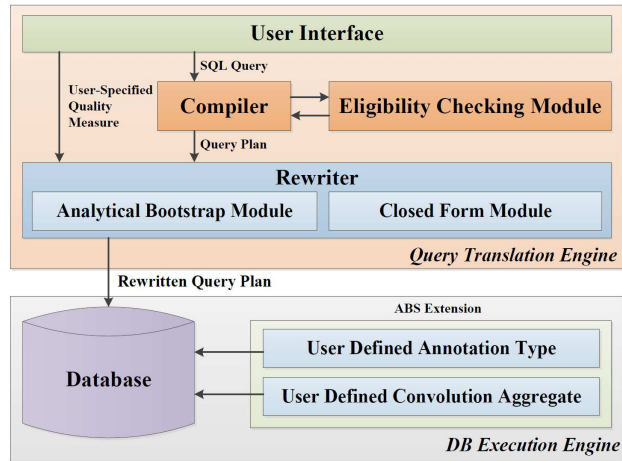 User Interface
SQL Query
User-Specified
Quality
Measure
Compiler
Eligibility Checking Module
Query Plan
Rewriter
Analytical Bootstrap Module
Closed Form Module
Query Translation Engine
Rewritten Query Plan
ABS Extension
User Defined Annotation Type
Database
User Defined Convolution Aggregate
DB Execution Engine